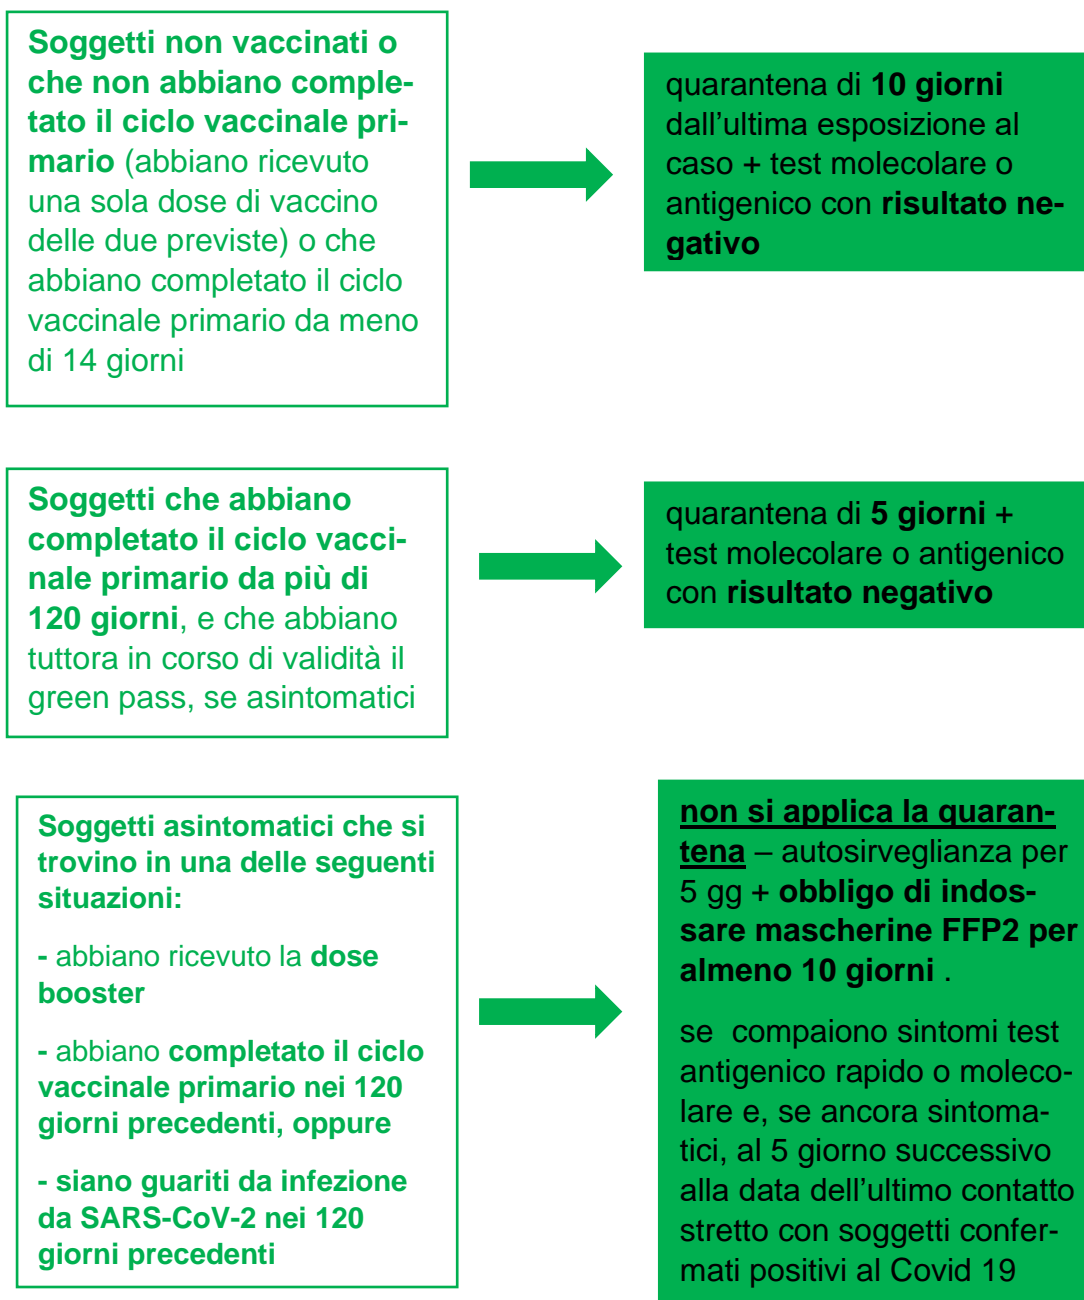 Soggetti non vaccinati o
che non abbiano comple-
tato il ciclo vaccinale pri-
mario (abbiano ricevuto
una sola dose di vaccino
delle due previste) o che
abbiano completato il ciclo
vaccinale primario da meno
di 14 giorni
quarantena di 10 giorni
dall’ultima esposizione al
caso + test molecolare o
antigenico con risultato ne-
gativo
Soggetti che abbiano
completato il ciclo vacci-
nale primario da più di
120 giorni, e che abbiano
tuttora in corso di validità il
green pass, se asintomatici
quarantena di 5 giorni +
test molecolare o antigenico
con risultato negativo
Soggetti asintomatici che si
trovino in una delle seguenti
situazioni:
- abbiano ricevuto la dose
booster
- abbiano completato il ciclo
vaccinale primario nei 120
giorni precedenti, oppure
- siano guariti da infezione
da SARS-CoV-2 nei 120
giorni precedenti
non si applica la quaran-
tena – autosirveglianza per
5 gg + obbligo di indos-
sare mascherine FFP2 per
almeno 10 giorni .
se  compaiono sintomi test
antigenico rapido o moleco-
lare e, se ancora sintoma-
tici, al 5 giorno successivo
alla data dell’ultimo contatto
stretto con soggetti confer-
mati positivi al Covid 19